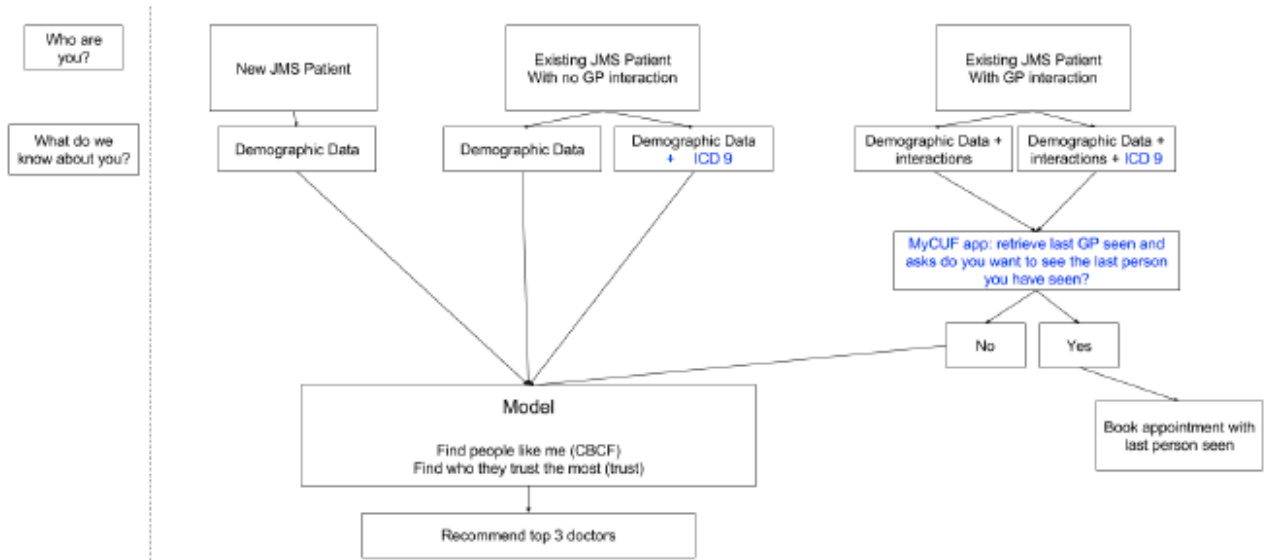 Who are
you?
New JMS Patient
Existing JMS Patient
With no GP interaction
Existing JMS Patient
With GP interaction
What do we
know about you?
Demographic Data
Demographic Data
Demographic Data
+ ICD 9
Demographic Data +
interactions
Demographic Data +
interactions + ICD 9
MyCUF app: retrieve last GP seen and
asks do you want to see the last person
you have seen?
No
Yes
Model
Find people like me (CBCF)
Find who they trust the most (trust)
Book appointment with
last person seen
Recommend top 3 doctors